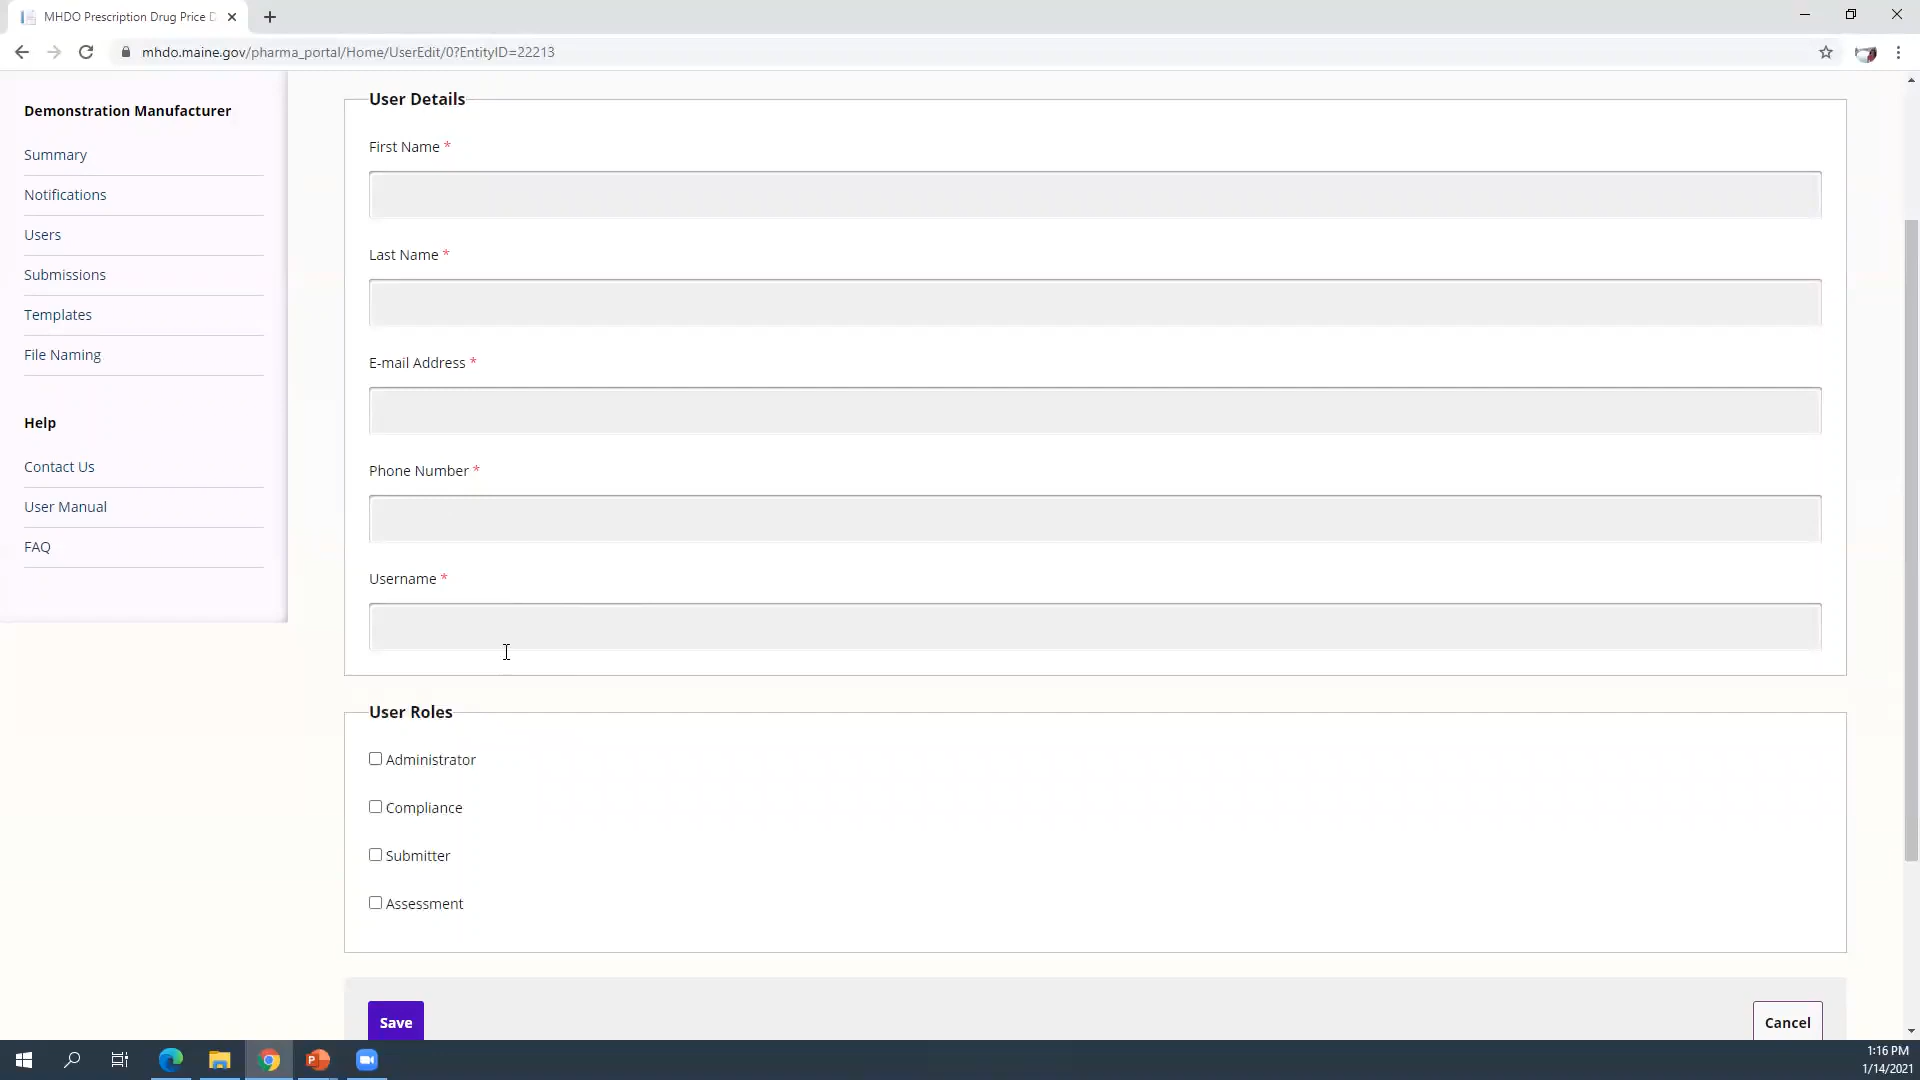 MHDO Prescription Drug Price D
mhdo.maine.gov/pharma_portal/Home/UserEdit/0?EntityID=22213
Demonstration Manufacturer
Summary
Notifications
Users
Submissions
Templates
File Naming
Help
Contact Us
User Manual
FAQ
User Details
First Name *
Last Name *
E-mail Address *
Phone Number *
Username *
User Roles
Administrator
Compliance
Submitter
Assessment
Save
Cancel
1:16 PM
1/14/2021